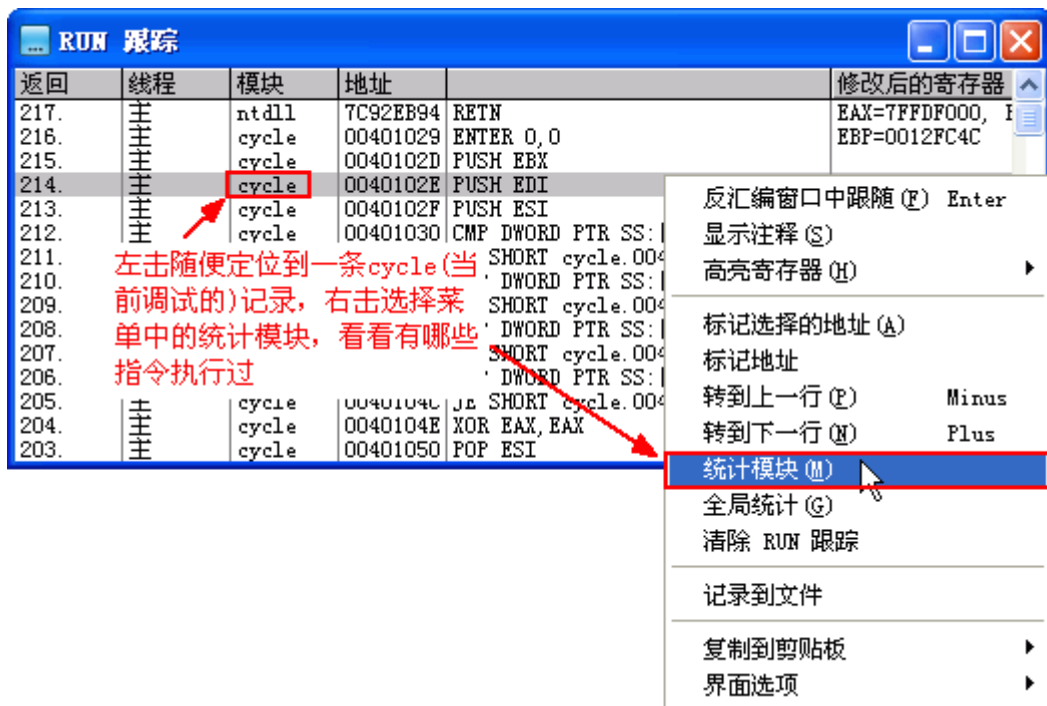 RUN 跟踪
返回 线程 模块 地址 修改后的寄存器
217. 主 ntdll 7C92EB94 RETN EAX=7FFDF000,
216. 主 cycle 00401029 ENTER 0,0 EBP=0012FC4C
215. 主 cycle 0040102D PUSH EBX
214. 主 cycle 0040102E PUSH EDI
213. 主 cycle 0040102F PUSH ESI
212. 主 cycle 00401030 CMP DWORD PTR SS:[
211. SHORT cycle.004
210. DWORD PTR SS:[
209. SHORT cycle.004
208. DWORD PTR SS:[
207. SHORT cycle.004
206. DWORD PTR SS:[
205. 主 cycle 0040104C JE SHORT cycle.004
204. 主 cycle 0040104E XOR EAX,EAX
203. 主 cycle 00401050 POP ESI
左击随便定位到一条cycle(当
前调试的)记录，右击选择菜
单中的统计模块，看看有哪些
指令执行过
反汇编窗口中跟随(F) Enter
显示注释(S)
高亮寄存器(H)
标记选择的地址(A)
标记地址
转到上一行(P) Minus
转到下一行(N) Plus
统计模块(M)
全局统计(G)
清除 RUN 跟踪
记录到文件
复制到剪贴板
界面选项